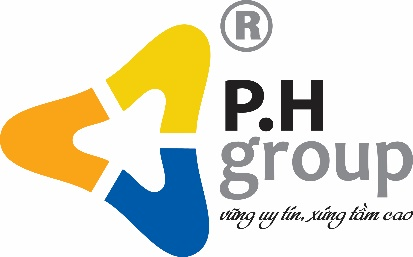 ®
P.H
group
vững uy tín, xứng tầm cao